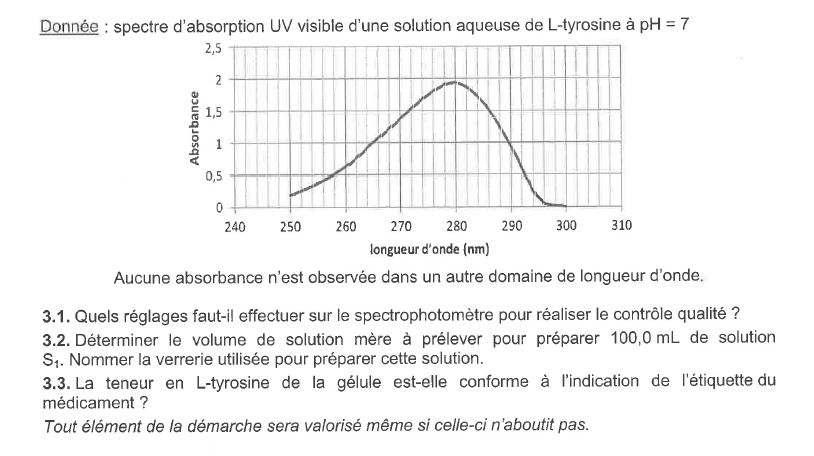 Donnée : spectre d'absorption UV visible d'une solution aqueuse de L-tyrosine à pH = 7
2,5
2
1,5
1
0,5
0
Absorbance
240 250 260 270 280 290 300 310
longueur d'onde (nm)
Aucune absorbance n'est observée dans un autre domaine de longueur d'onde.
3.1. Quels réglages faut-il effectuer sur le spectrophotomètre pour réaliser le contrôle qualité ?
3.2. Déterminer le volume de solution mère à prélever pour préparer 100,0 mL de solution
S₁. Nommer la verrerie utilisée pour préparer cette solution.
3.3. La teneur en L-tyrosine de la gélule est-elle conforme à l'indication de l'étiquette du
médicament ?
Tout élément de la démarche sera valorisé même si celle-ci n'aboutit pas.